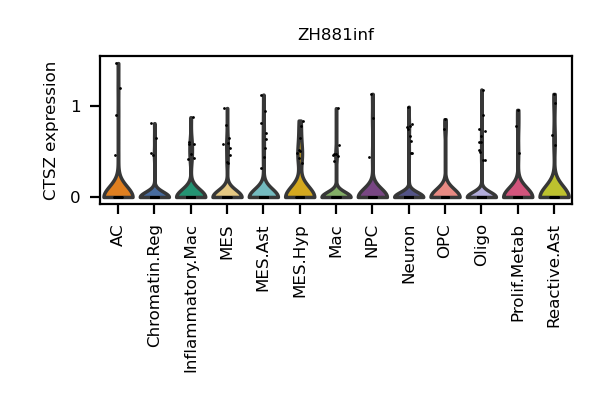 ZH881inf
CTSZ expression
1
0
AC
Chromatin.Reg
Inflammatory.Mac
MES
MES.Ast
MES.Hyp
Mac
NPC
Neuron
OPC
Oligo
Prolif.Metab
Reactive.Ast